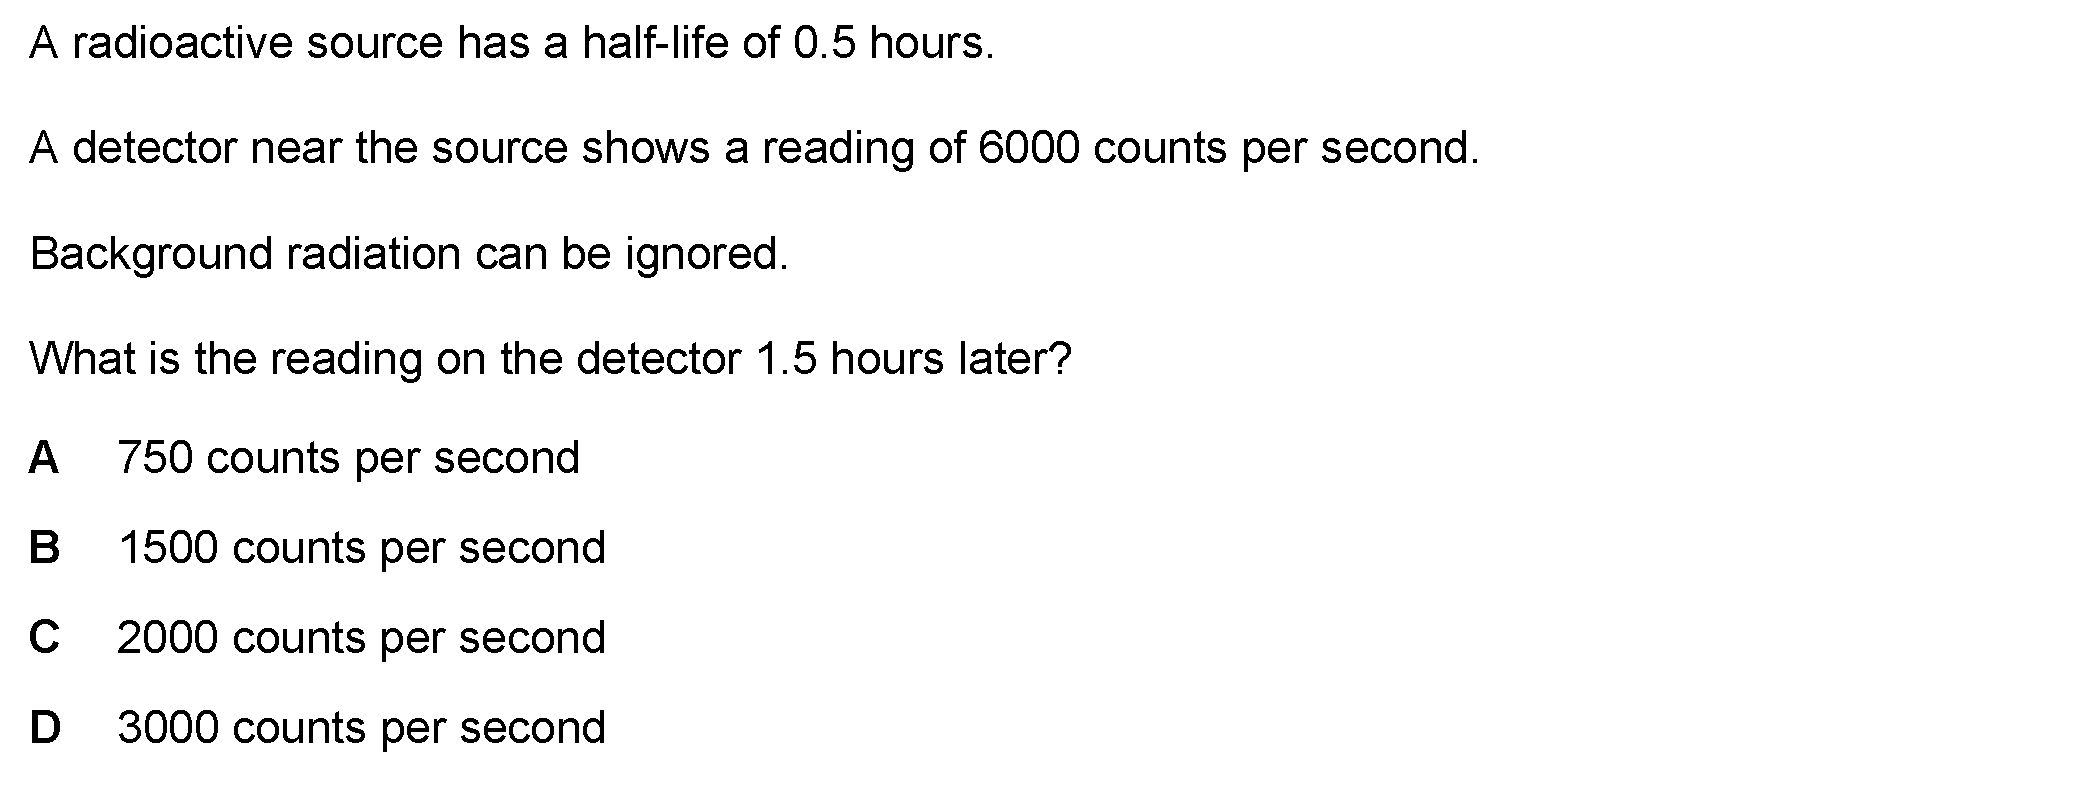 A radioactive source has a half-life of 0.5 hours.
A detector near the source shows a reading of 6000 counts per second.
Background radiation can be ignored.
What is the reading on the detector 1.5 hours later?
A 750 counts per second
B 1500 counts per second
C 2000 counts per second
D 3000 counts per second